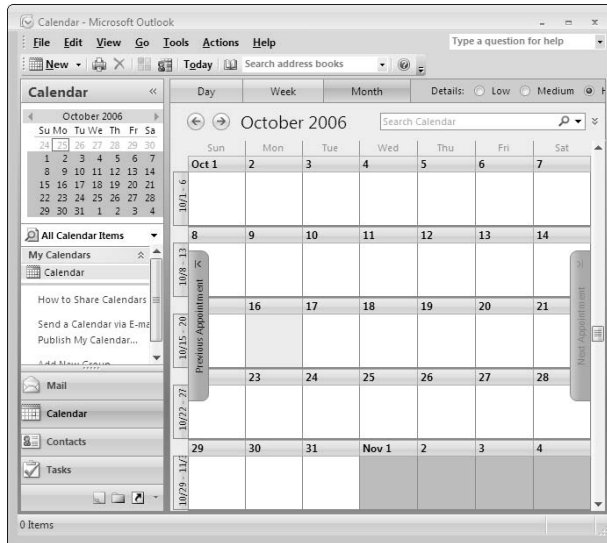 Calendar - Microsoft Outlook
File Edit View Go Tools Actions Help Type a question for help
New Today Search address books
Calendar « Day Week Month Details: Low Medium
October 2006
Su Mo Tu We Th Fr Sa
24 25 26 27 28 29 30
1 2 3 4 5 6 7
8 9 10 11 12 13 14
15 16 17 18 19 20 21
22 23 24 25 26 27 28
29 30 31 1 2 3 4
All Calendar Items
My Calendars
Calendar
How to Share Calendars
Send a Calendar via E-ma
Publish My Calendar...
Add New Group
Mail
Calendar
Contacts
Tasks
October 2006 Search Calendar
Sun Mon Tue Wed Thu Fri Sat
10/1 - 6
Oct 1 2 3 4 5 6 7
10/8 - 13
8 9 10 11 12 13 14
10/15 - 20
16 17 18 19 20 21
10/22 - 27
23 24 25 26 27 28
10/29 - 11/
29 30 31 Nov 1 2 3 4
Previous Appointment
Next Appointment
0 Items